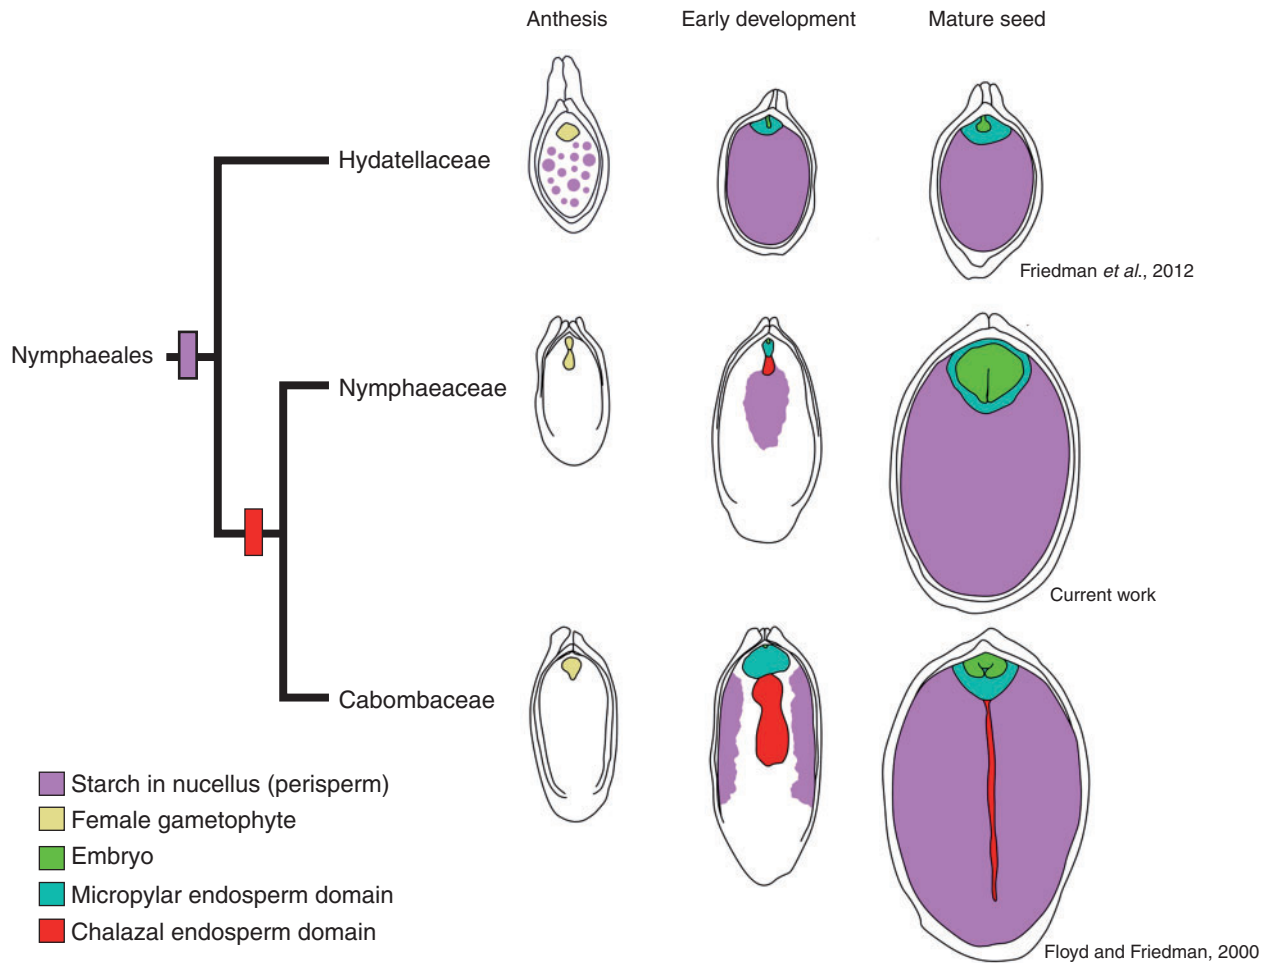 Anthesis
Early development
Mature seed
Hydatellaceae
Friedman et al., 2012
Nymphaeales
Nymphaeaceae
Current work
Cabombaceae
Starch in nucellus (perisperm)
Female gametophyte
Embryo
Micropylar endosperm domain
Chalazal endosperm domain
Floyd and Friedman, 2000